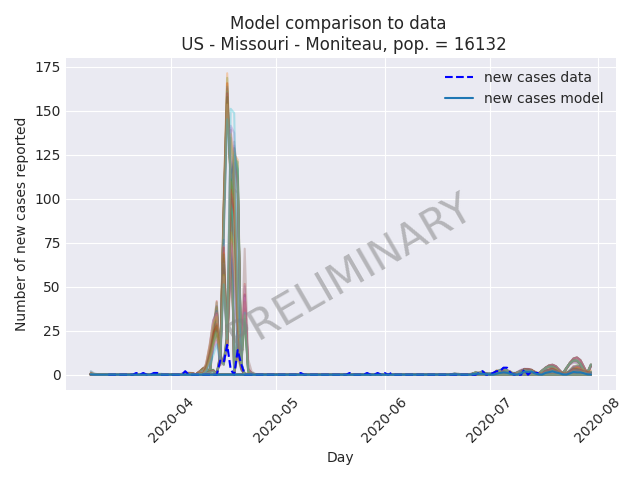 Model comparison to data
US - Missouri - Moniteau, pop. = 16132
new cases data
new cases model
Number of new cases reported
175
150
125
100
75
50
25
0
PRELIMINARY
2020-04
2020-05
2020-06
2020-07
2020-08
Day